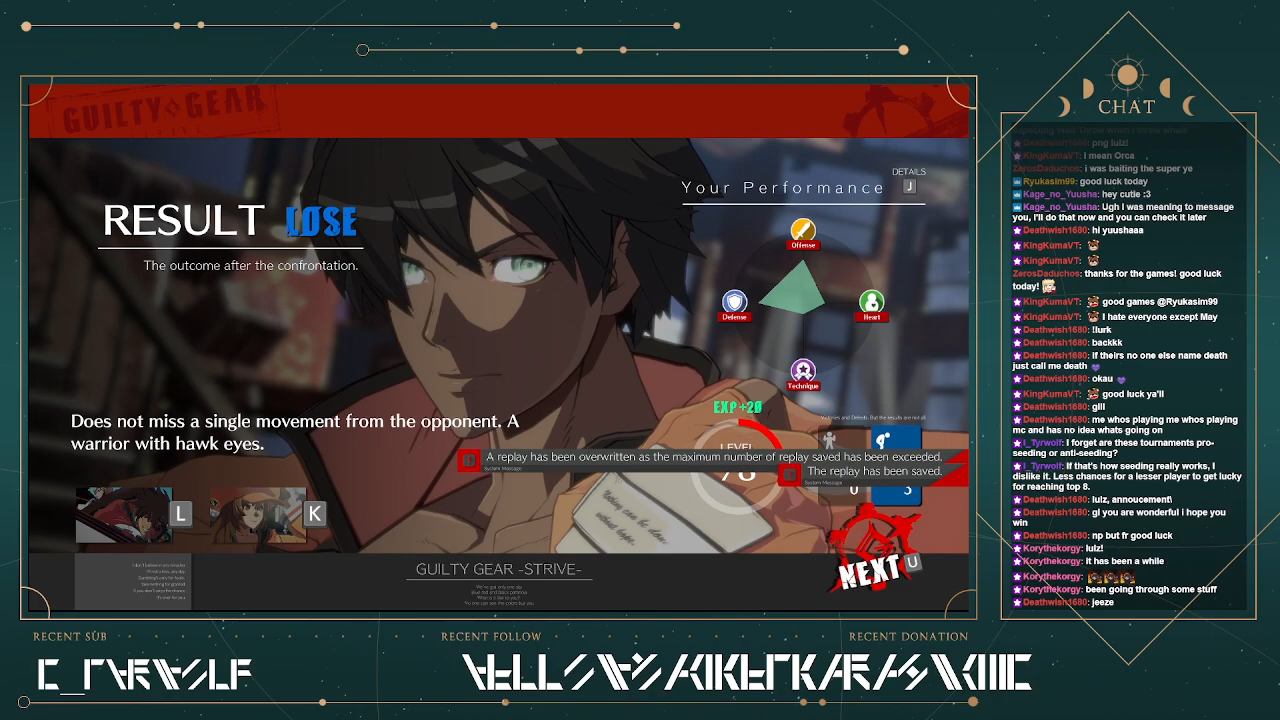 GUILTY GEAR
RESULT LOSE
The outcome after the confrontation.
DETAILS
J
Your Performance
Offense
Defense
Heart
Technique
EXP +20
LEVEL
78
A replay has been overwritten as the maximum number of replay saved has been exceeded.
System Message
The replay has been saved.
System Message
0
3
Does not miss a single movement from the opponent. A
warrior with hawk eyes.
L
K
NEXT
U
GUILTY GEAR -STRIVE-
RECENT SUB
RECENT FOLLOW
RECENT DONATION
CHAT
Deathwish1680: png lulz!
KingKumaVT: I mean Orca
ZerosDaduchos: i was baiting the super ye
Ryukasim99: good luck today
Kage_no_Yuusha: hey cutie :3
Kage_no_Yuusha: Ugh I was meaning to message
you, I'll do that now and you can check it later
Deathwish1680: hi yuushaaa
KingKumaVT:
KingKumaVT:
ZerosDaduchos: thanks for the games! good luck
today!
KingKumaVT: good games @Ryukasim99
KingKumaVT: I hate everyone except May
Deathwish1680: !lurk
Deathwish1680: backkk
Deathwish1680: if theirs no one else name death
just call me death 💜
Deathwish1680: okau 💜
KingKumaVT: good luck ya'll
Deathwish1680: glll
Deathwish1680: me whos playing me whos playing
mc and has no idea whats going on
I_Tyrwolf: I forget are these tournaments pro-
seeding or anti-seeding?
I_Tyrwolf: If that's how seeding really works, I
dislike it. Less chances for a lesser player to get lucky
for reaching top 8.
Deathwish1680: lulz, annoucement\
Deathwish1680: gl you are wonderful i hope you
win
Deathwish1680: np but fr good luck
Korythekorgy: lulz!
Korythekorgy: it has been a while
Korythekorgy:
Korythekorgy: been going through some stuff
Deathwish1680: jeeze